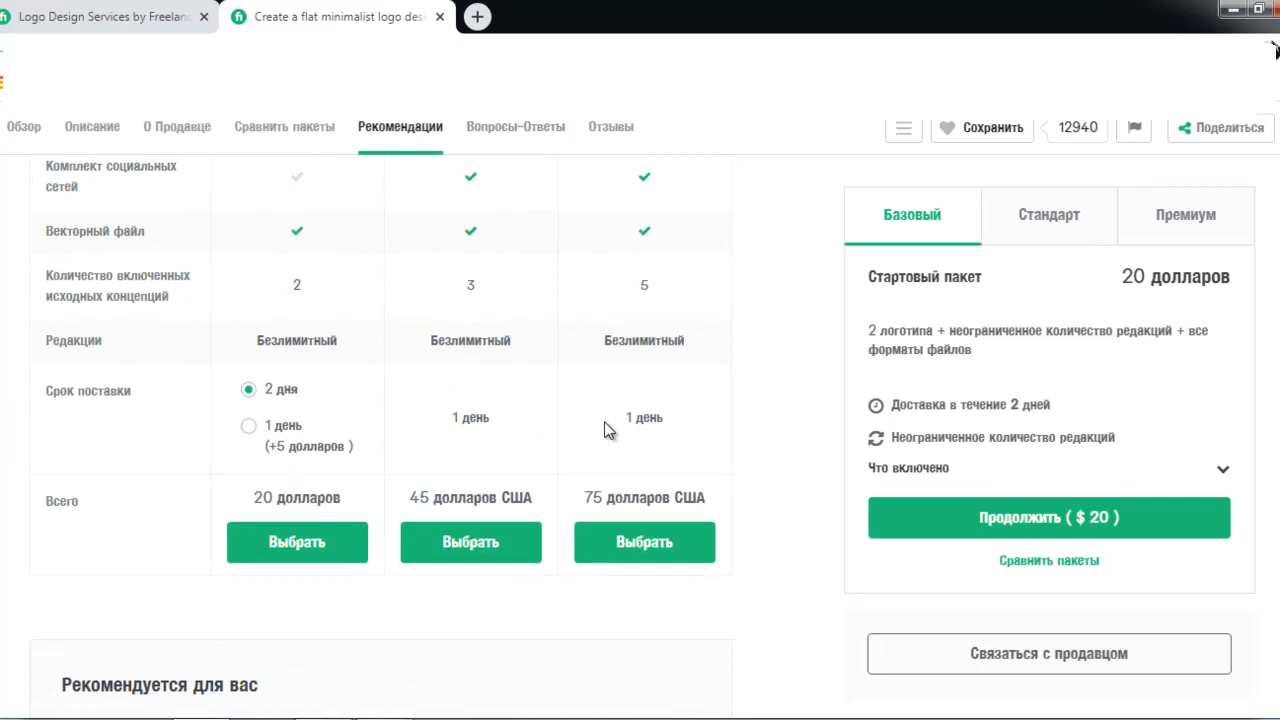 Logo Design Services by Freelanc
Create a flat minimalist logo des
Обзор Описание О Продавце Сравнить пакеты Рекомендации Вопросы-Ответы Отзывы
Сохранить 12940 Поделиться
Комплект социальных
сетей
Векторный файл
Количество включенных
исходных концепций
2 3 5
Редакции Безлимитный Безлимитный Безлимитный
Срок поставки
2 дня
1 день
(+5 долларов )
1 день
1 день
Всего
20 долларов 45 долларов США 75 долларов США
Выбрать Выбрать Выбрать
Рекомендуется для вас
Базовый Стандарт Премиум
Стартовый пакет 20 долларов
2 логотипа + неограниченное количество редакций + все
форматы файлов
Доставка в течение 2 дней
Неограниченное количество редакций
Что включено
Продолжить ( $ 20 )
Сравнить пакеты
Связаться с продавцом